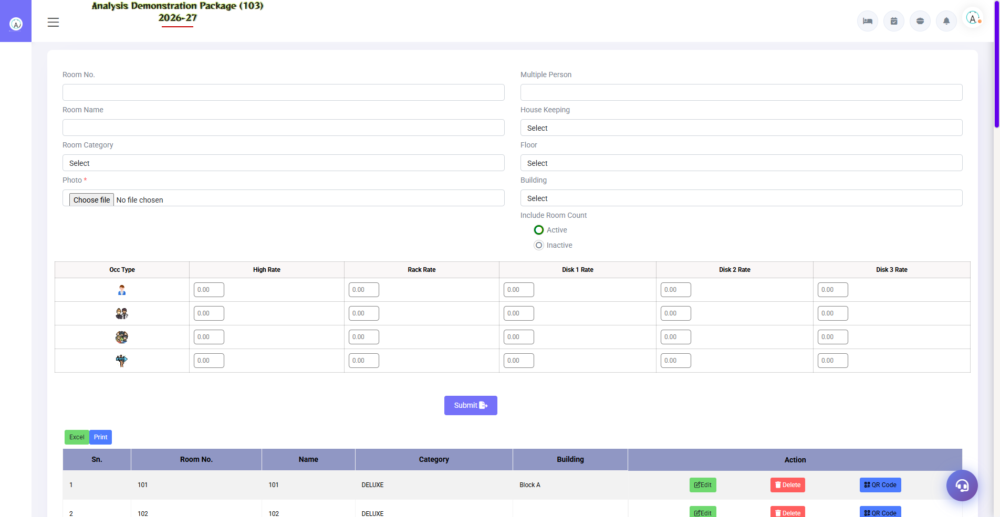 Analysis Demonstration Package (103)
2026-27
Room No.
Multiple Person
Room Name
House Keeping
Select
Room Category
Floor
Select
Select
Photo *
Building
Choose file No file chosen
Select
Include Room Count
Active
Inactive
Occ Type High Rate Rack Rate Disk 1 Rate Disk 2 Rate Disk 3 Rate
0.00 0.00 0.00 0.00 0.00
0.00 0.00 0.00 0.00 0.00
0.00 0.00 0.00 0.00 0.00
0.00 0.00 0.00 0.00 0.00
Submit
Excel Print
Sn. Room No. Name Category Building Action
1 101 101 DELUXE Block A Edit Delete QR Code
2 102 102 DELUXE Edit Delete QR Code